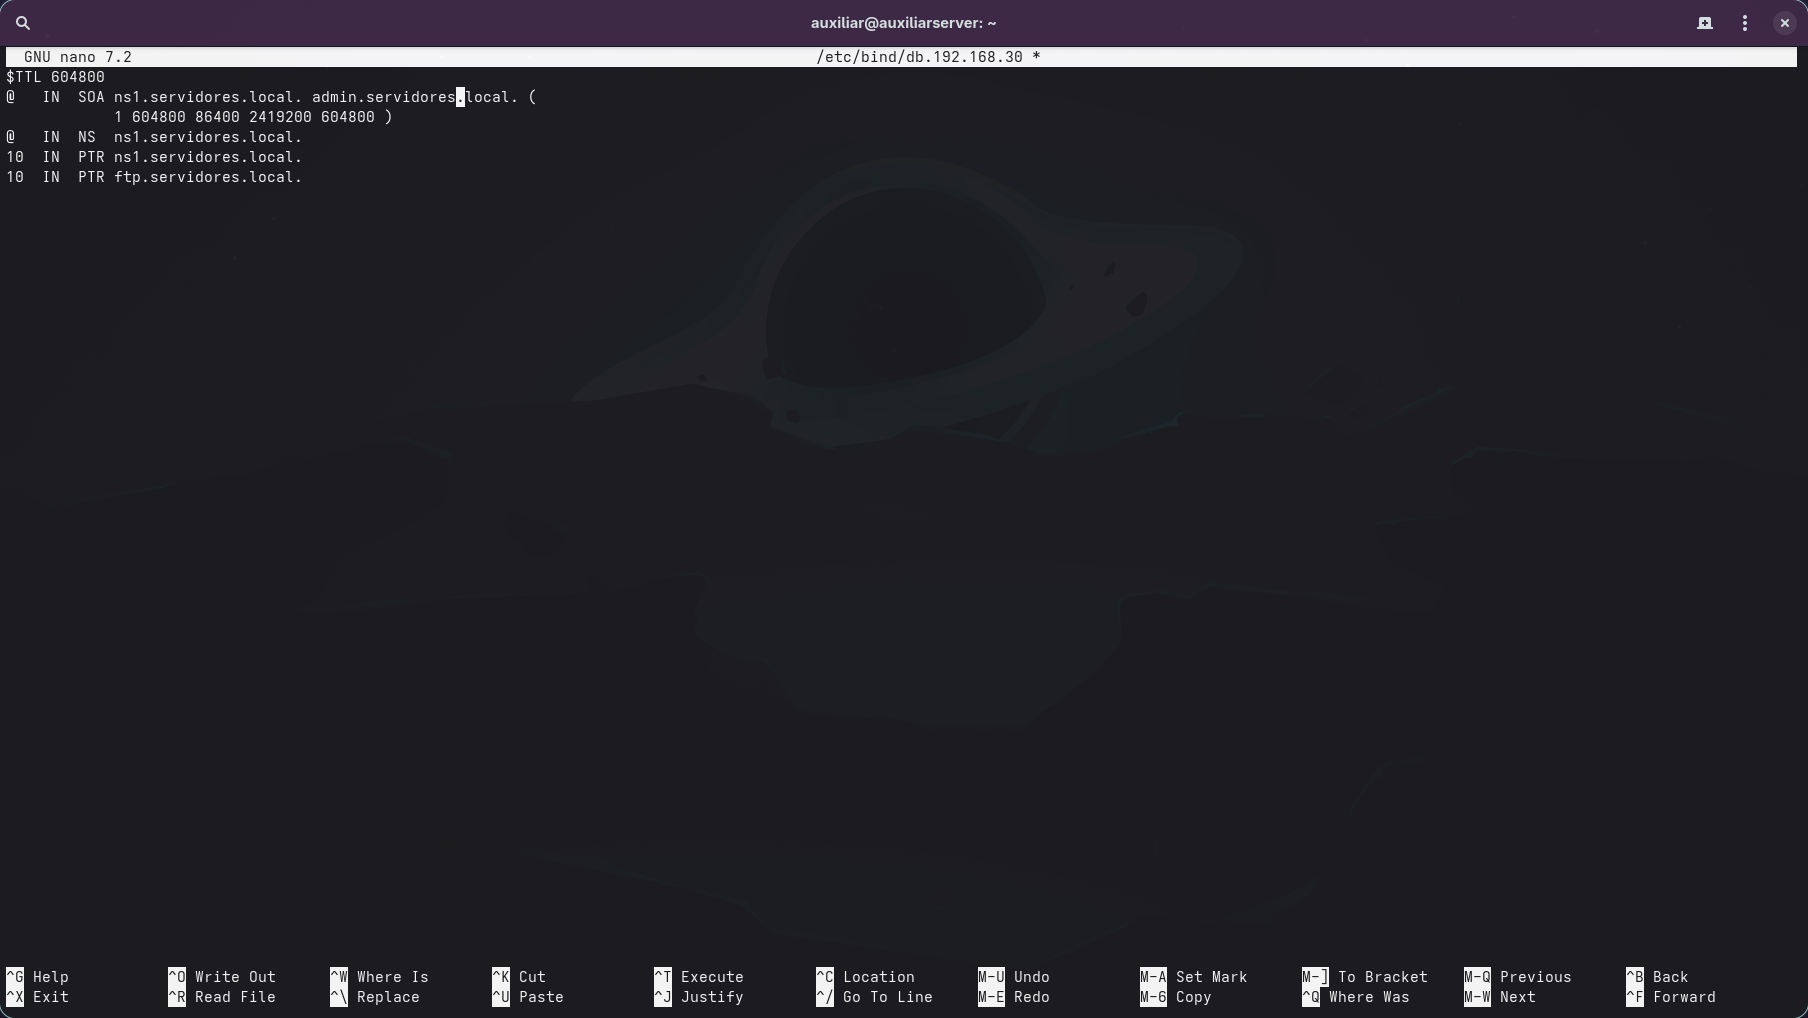 auxiliar@auxiliarserver: ~
GNU nano 7.2 /etc/bind/db.192.168.30 *
$TTL 604800
@   IN  SOA ns1.servidores.local. admin.servidores.local. (
            1 604800 86400 2419200 604800 )
@   IN  NS  ns1.servidores.local.
10  IN  PTR ns1.servidores.local.
10  IN  PTR ftp.servidores.local.
^G Help ^O Write Out ^W Where Is ^K Cut ^T Execute ^C Location M-U Undo M-A Set Mark M-] To Bracket M-Q Previous ^B Back
^X Exit ^R Read File ^\ Replace ^U Paste ^J Justify ^/ Go To Line M-E Redo M-6 Copy ^Q Where Was M-W Next ^F Forward